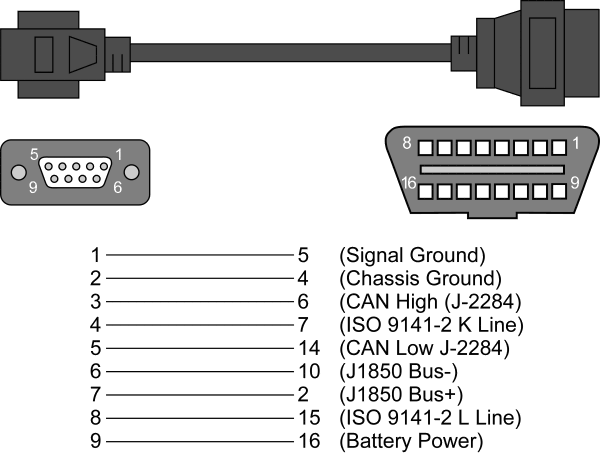 5 1
9 6
8 1
16 9
1 5 (Signal Ground)
2 4 (Chassis Ground)
3 6 (CAN High (J-2284)
4 7 (ISO 9141-2 K Line)
5 14 (CAN Low J-2284)
6 10 (J1850 Bus-)
7 2 (J1850 Bus+)
8 15 (ISO 9141-2 L Line)
9 16 (Battery Power)